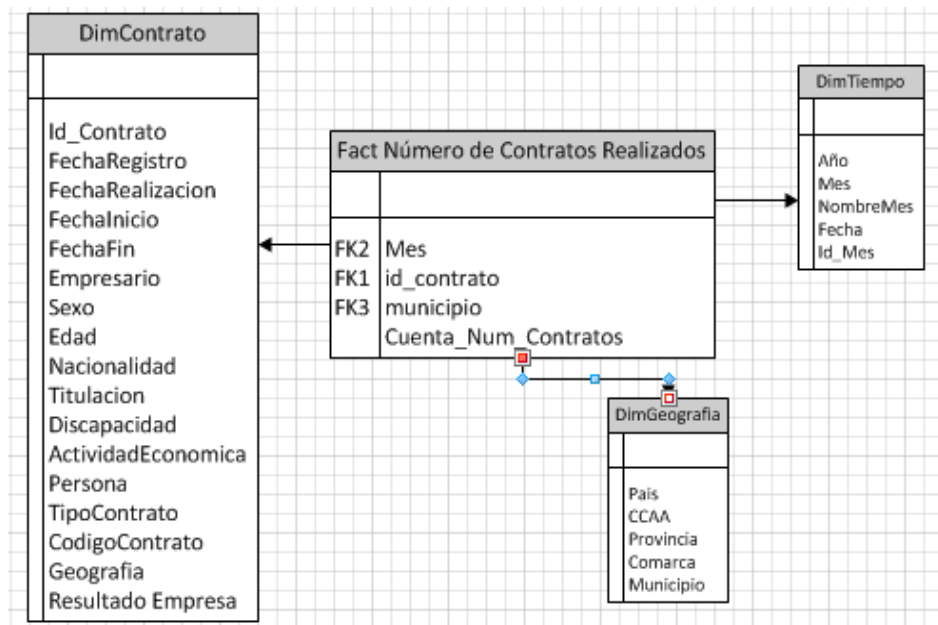 DimContrato
Id_Contrato
FechaRegistro
FechaRealizacion
FechaInicio
FechaFin
Empresario
Sexo
Edad
Nacionalidad
Titulacion
Discapacidad
ActividadEconomica
Persona
TipoContrato
CodigoContrato
Geografia
Resultado Empresa
Fact Número de Contratos Realizados
FK2 Mes
FK1 id_contrato
FK3 municipio
Cuenta_Num_Contratos
DimTiempo
Año
Mes
NombreMes
Fecha
Id_Mes
DimGeografia
Pais
CCAA
Provincia
Comarca
Municipio